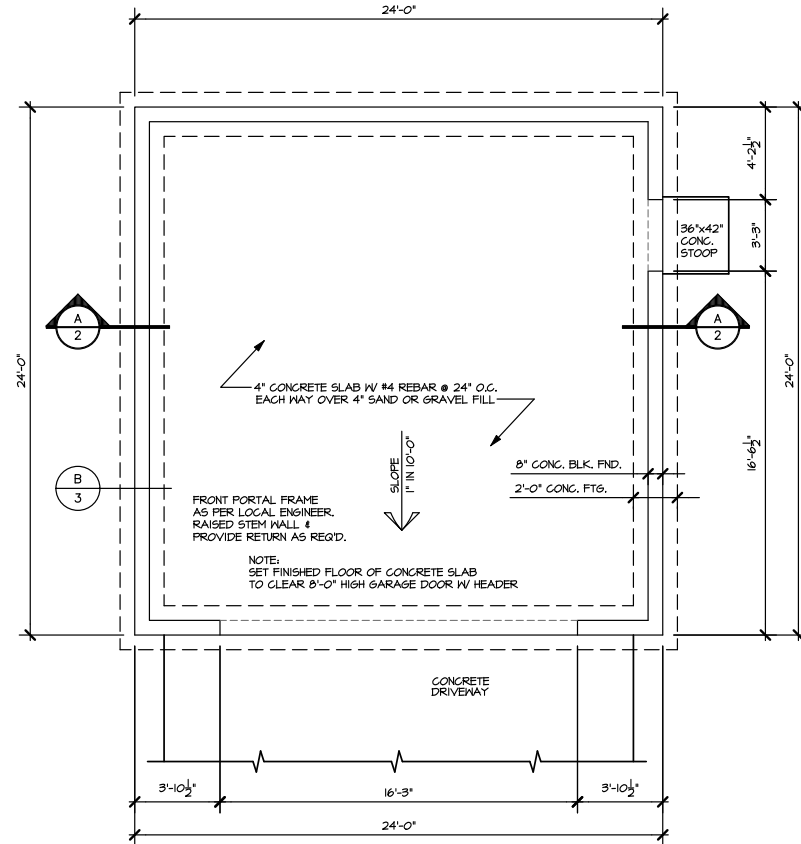 24'-0"
4'-2½"
36"x42"
CONC.
STOOP
3'-3"
A
2
A
2
24'-0"
24'-0"
4" CONCRETE SLAB W/ #4 REBAR @ 24" O.C.
EACH WAY OVER 4" SAND OR GRAVEL FILL
SLOPE
1" IN 10'-0"
16'-6½"
8" CONC. BLK. FND.
2'-0" CONC. FTG.
B
3
FRONT PORTAL FRAME
AS PER LOCAL ENGINEER.
RAISED STEM WALL &
PROVIDE RETURN AS REQ'D.
NOTE:
SET FINISHED FLOOR OF CONCRETE SLAB
TO CLEAR 8'-0" HIGH GARAGE DOOR W/ HEADER
CONCRETE
DRIVEWAY
3'-10½"
16'-3"
3'-10½"
24'-0"